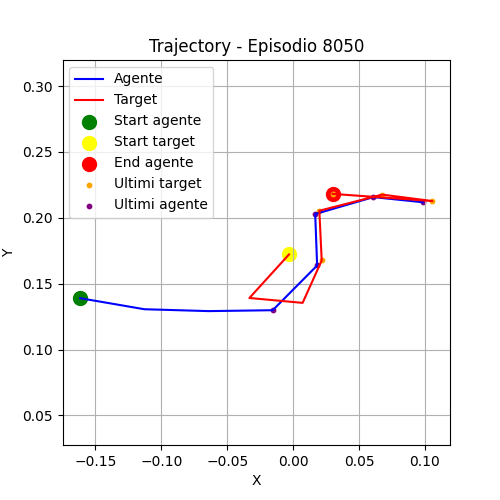 Trajectory - Episodio 8050
Agente
Target
Start agente
Start target
End agente
Ultimi target
Ultimi agente
0.30
0.25
0.20
0.15
0.10
0.05
Y
−0.15
−0.10
−0.05
0.00
0.05
0.10
X